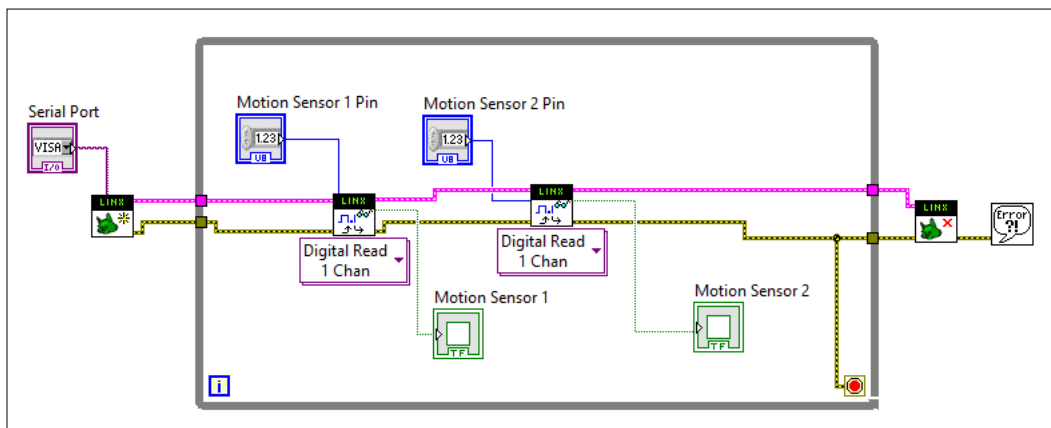 Serial Port
VISA
I/O
LINX
Motion Sensor 1 Pin
1.23
U8
Motion Sensor 2 Pin
1.23
U8
LINX
Digital Read
1 Chan
LINX
Digital Read
1 Chan
Motion Sensor 1
TF
Motion Sensor 2
TF
i
LINX
Error
?!